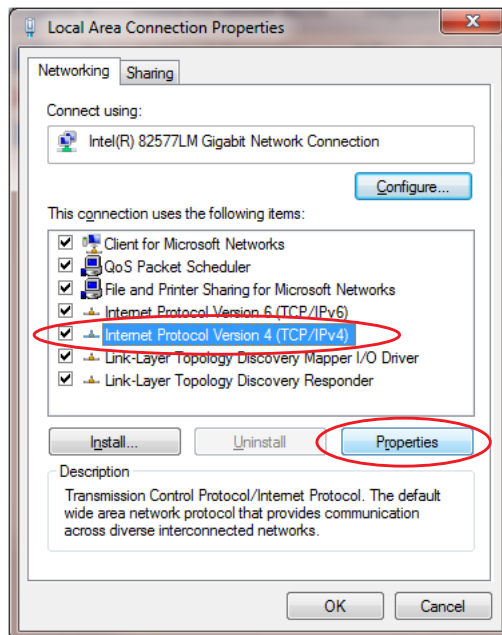 Local Area Connection Properties
Networking
Sharing
Connect using:
Intel(R) 82577LM Gigabit Network Connection
Configure...
This connection uses the following items:
Client for Microsoft Networks
QoS Packet Scheduler
File and Printer Sharing for Microsoft Networks
Internet Protocol Version 6 (TCP/IPv6)
Internet Protocol Version 4 (TCP/IPv4)
Link-Layer Topology Discovery Mapper I/O Driver
Link-Layer Topology Discovery Responder
Install...
Uninstall
Properties
Description
Transmission Control Protocol/Internet Protocol. The default
wide area network protocol that provides communication
across diverse interconnected networks.
OK
Cancel